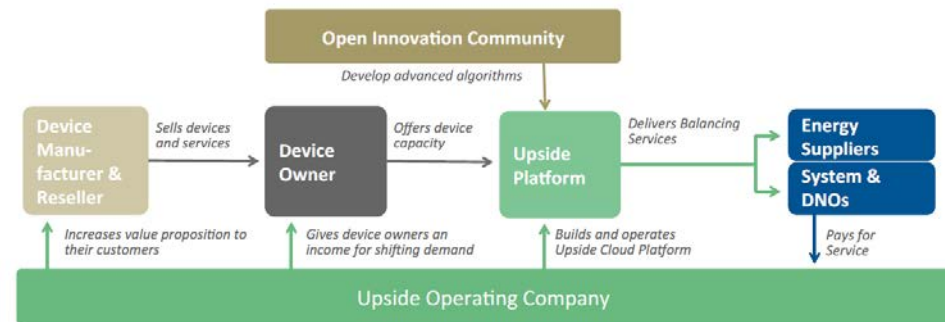 Open Innovation Community
Develop advanced algorithms
Device
Manu-
facturer &
Reseller
Sells devices
and services
Device
Owner
Offers device
capacity
Upside
Platform
Delivers Balancing
Services
Energy
Suppliers
System &
DNOs
Increases value proposition to
their customers
Gives device owners an
income for shifting demand
Builds and operates
Upside Cloud Platform
Pays for
Service
Upside Operating Company